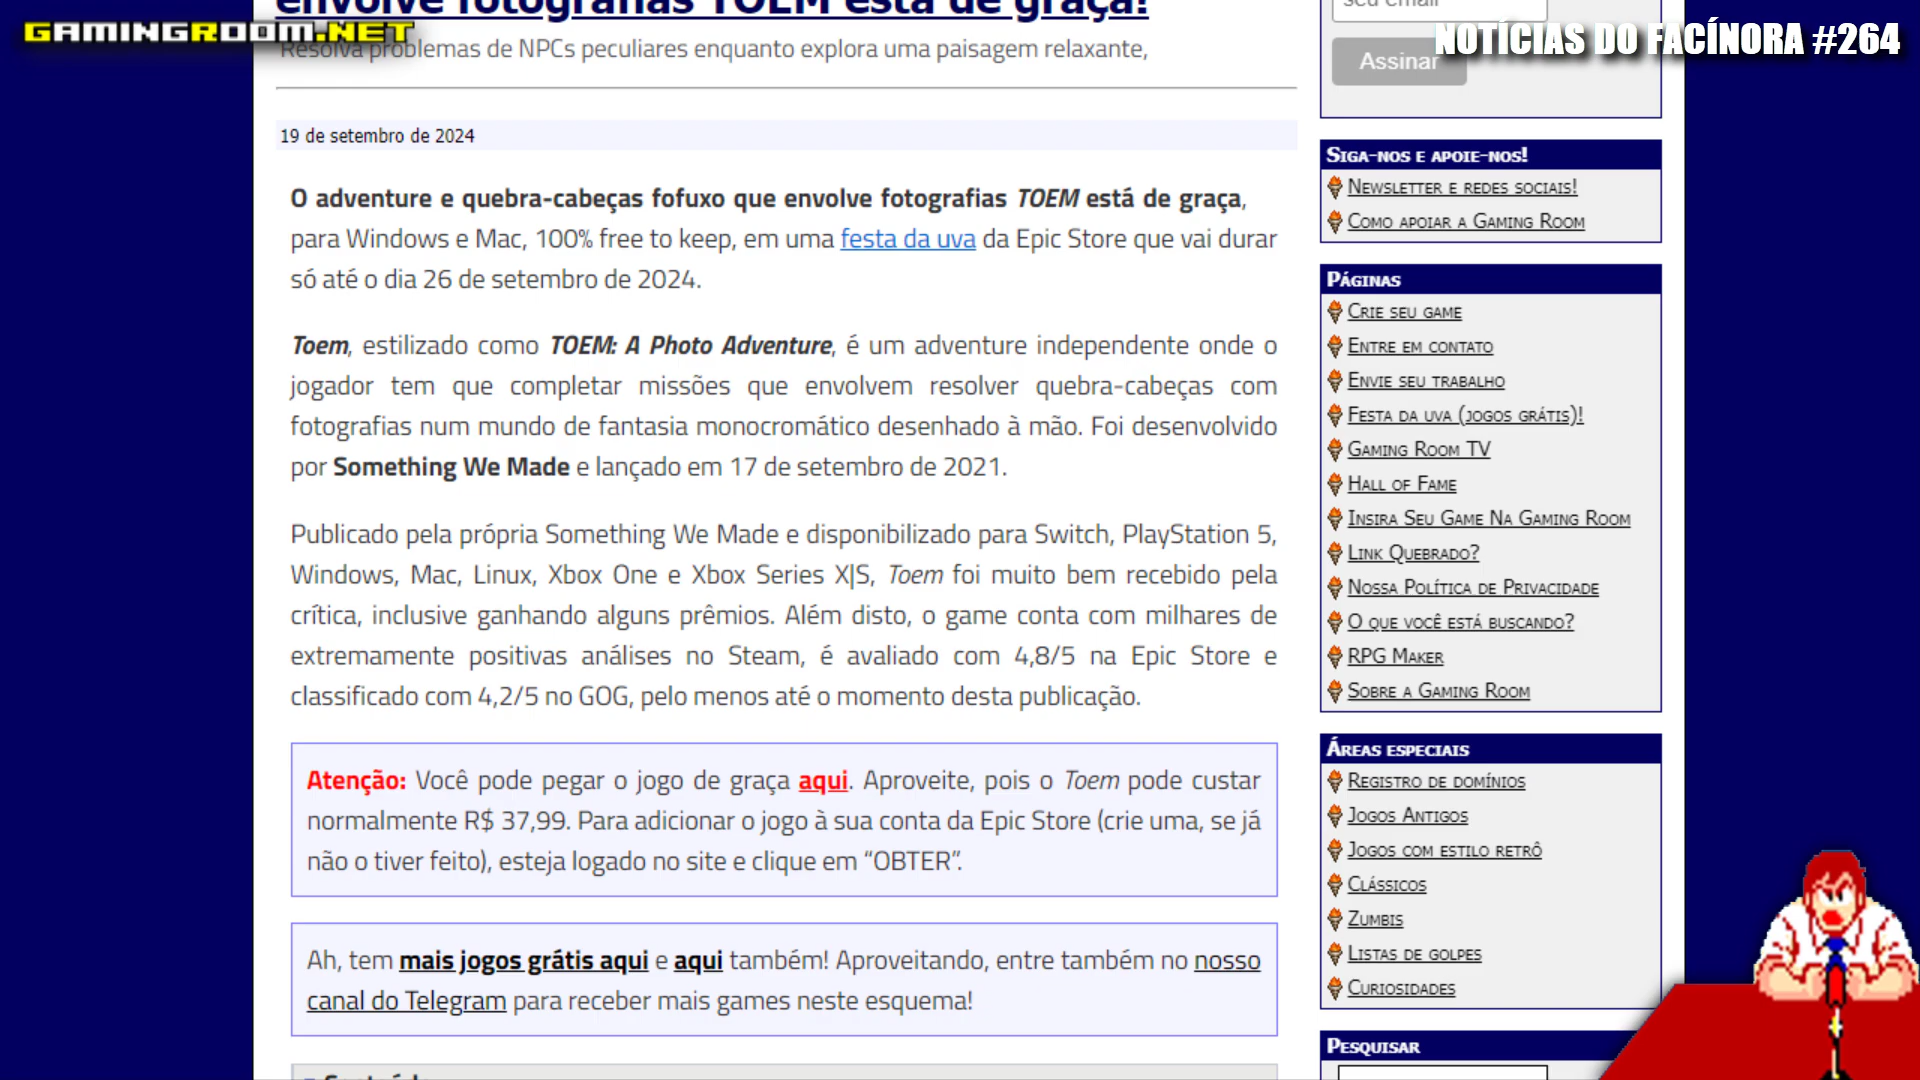 envolve fotografias TOEM está de graça!
GAMINGROOM.NET
Resolva problemas de NPCs peculiares enquanto explora uma paisagem relaxante,
19 de setembro de 2024
O adventure e quebra-cabeças fofuxo que envolve fotografias TOEM está de graça,
para Windows e Mac, 100% free to keep, em uma festa da uva da Epic Store que vai durar
só até o dia 26 de setembro de 2024.
Toem, estilizado como TOEM: A Photo Adventure, é um adventure independente onde o
jogador tem que completar missões que envolvem resolver quebra-cabeças com
fotografias num mundo de fantasia monocromático desenhado à mão. Foi desenvolvido
por Something We Made e lançado em 17 de setembro de 2021.
Publicado pela própria Something We Made e disponibilizado para Switch, PlayStation 5,
Windows, Mac, Linux, Xbox One e Xbox Series X|S, Toem foi muito bem recebido pela
crítica, inclusive ganhando alguns prêmios. Além disto, o game conta com milhares de
extremamente positivas análises no Steam, é avaliado com 4,8/5 na Epic Store e
classificado com 4,2/5 no GOG, pelo menos até o momento desta publicação.
Atenção: Você pode pegar o jogo de graça aqui. Aproveite, pois o Toem pode custar
normalmente R$ 37,99. Para adicionar o jogo à sua conta da Epic Store (crie uma, se já
não o tiver feito), esteja logado no site e clique em “OBTER”.
Ah, tem mais jogos grátis aqui e aqui também! Aproveitando, entre também no nosso
canal do Telegram para receber mais games neste esquema!
Conteúdo
seu email
NOTÍCIAS DO FACÍNORA #264
Assinar
Siga-nos e apoie-nos!
Newsletter e redes sociais!
Como apoiar a Gaming Room
Páginas
Crie seu game
Entre em contato
Envie seu trabalho
Festa da uva (jogos grátis)!
Gaming Room TV
Hall of Fame
Insira Seu Game Na Gaming Room
Link Quebrado?
Nossa Política de Privacidade
O que você está buscando?
RPG Maker
Sobre a Gaming Room
Áreas especiais
Registro de domínios
Jogos Antigos
Jogos com estilo retrô
Clássicos
Zumbis
Listas de golpes
Curiosidades
Pesquisar